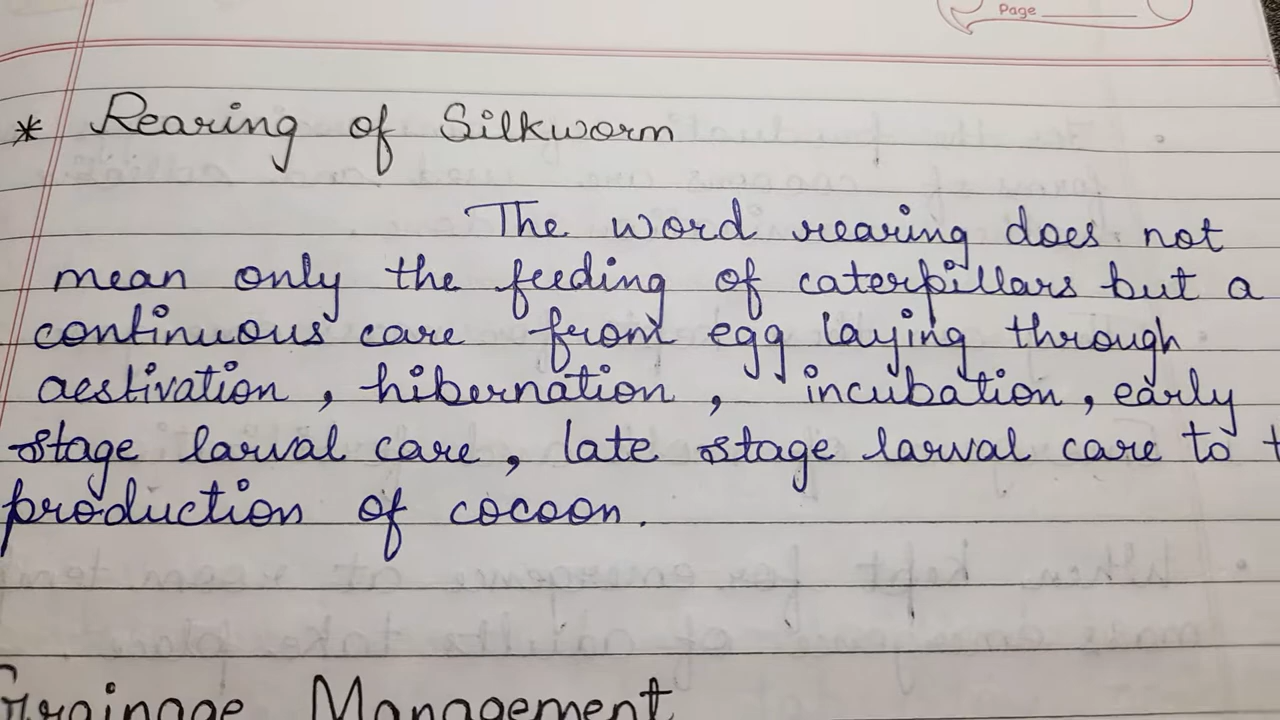 Page
* Rearing of Silkworm
The word rearing does not
mean only the feeding of caterpillars but a
continuous care from egg laying through
aestivation, hibernation, incubation, early
stage larval care, late stage larval care to t
production of cocoon.
Grainage Management